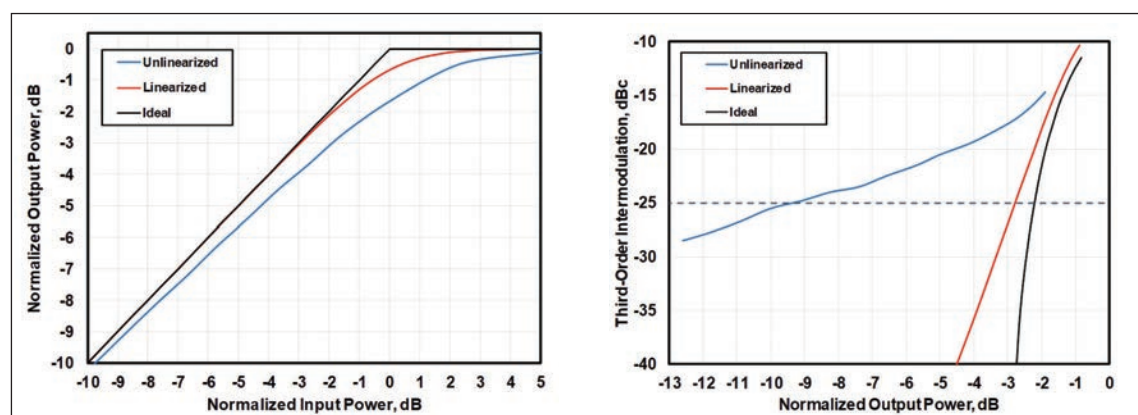 0
-1
-2
-3
-4
-5
-6
-7
-8
-9
-10
Normalized Output Power, dB
Unlinearized
Linearized
Ideal
-10 -9 -8 -7 -6 -5 -4 -3 -2 -1 0 1 2 3 4 5
Normalized Input Power, dB
-10
-15
-20
-25
-30
-35
-40
Third-Order Intermodulation, dBc
Unlinearized
Linearized
Ideal
-13 -12 -11 -10 -9 -8 -7 -6 -5 -4 -3 -2 -1 0
Normalized Output Power, dB